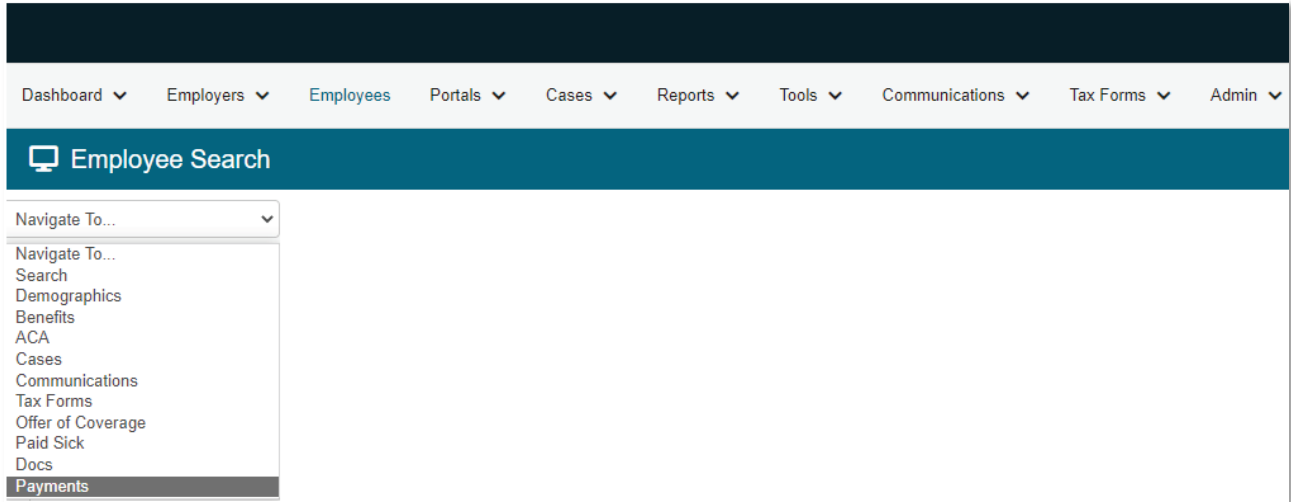 Dashboard Employers Employees Portals Cases Reports Tools Communications Tax Forms Admin
Employee Search
Navigate To...
Navigate To...
Search
Demographics
Benefits
ACA
Cases
Communications
Tax Forms
Offer of Coverage
Paid Sick
Docs
Payments